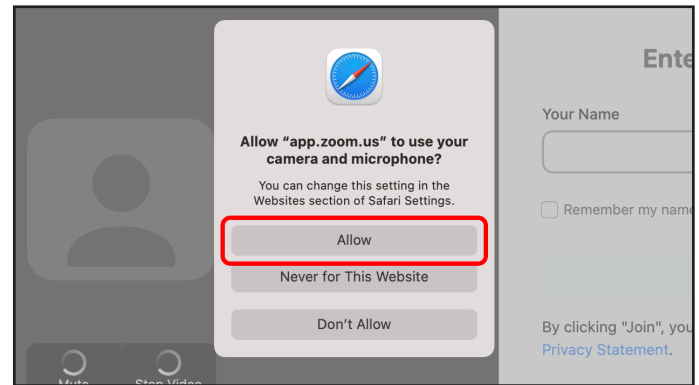 Allow “app.zoom.us” to use your
camera and microphone?
You can change this setting in the
Websites section of Safari Settings.
Allow
Never for This Website
Don’t Allow
Mute
Stop Video
Ente
Your Name
Remember my name
By clicking "Join", you
Privacy Statement.